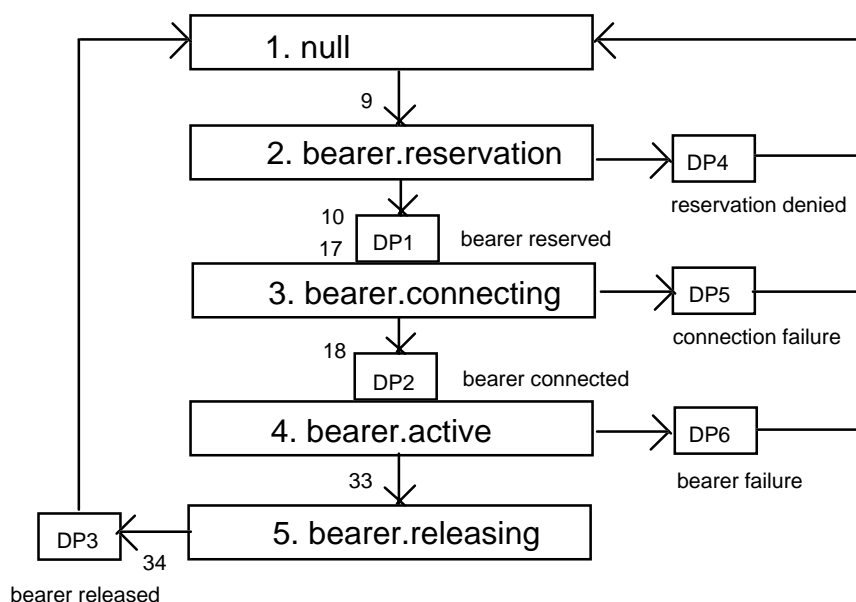 1. null
9
2. bearer.reservation
DP4
reservation denied
10
17
DP1
bearer reserved
3. bearer.connecting
DP5
connection failure
18
DP2
bearer connected
4. bearer.active
DP6
bearer failure
33
5. bearer.releasing
DP3
34
bearer released